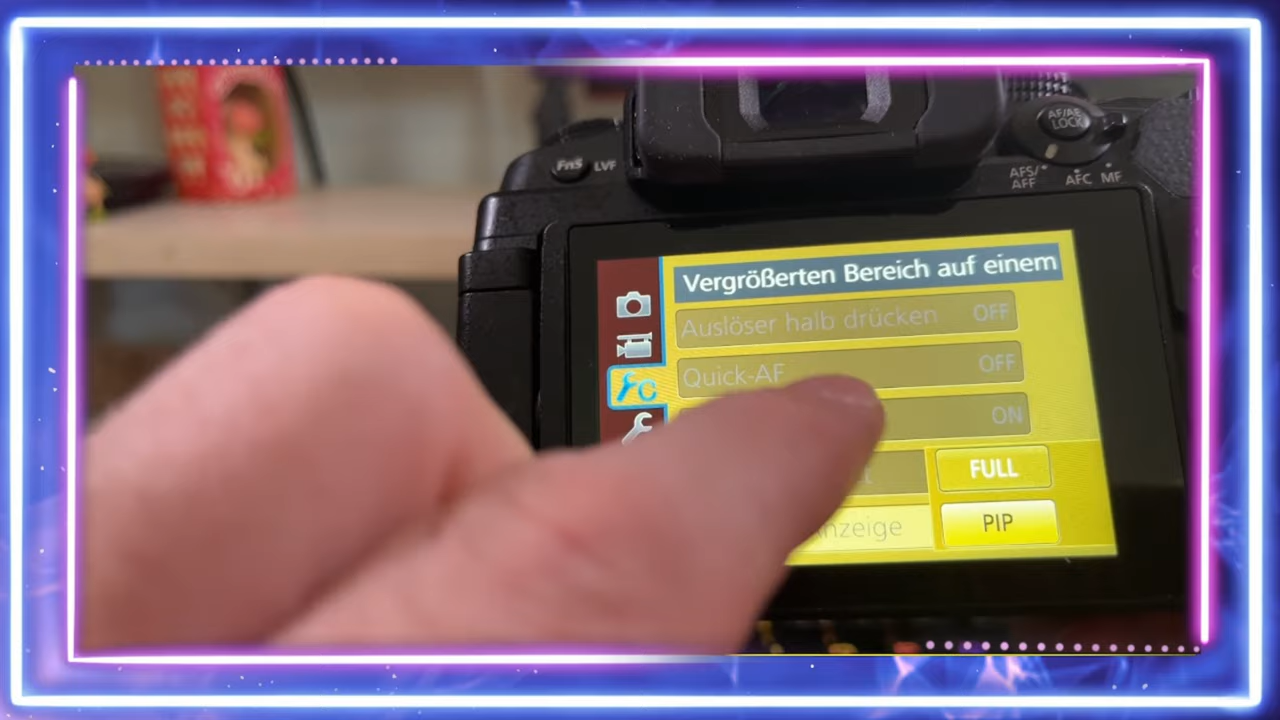 Fn5 LVF
AF/AE
LOCK
AFS/
AFF
AFC
MF
Vergrößerten Bereich auf einem
Auslöser halb drücken OFF
Quick-AF OFF
ON
FULL
PIP